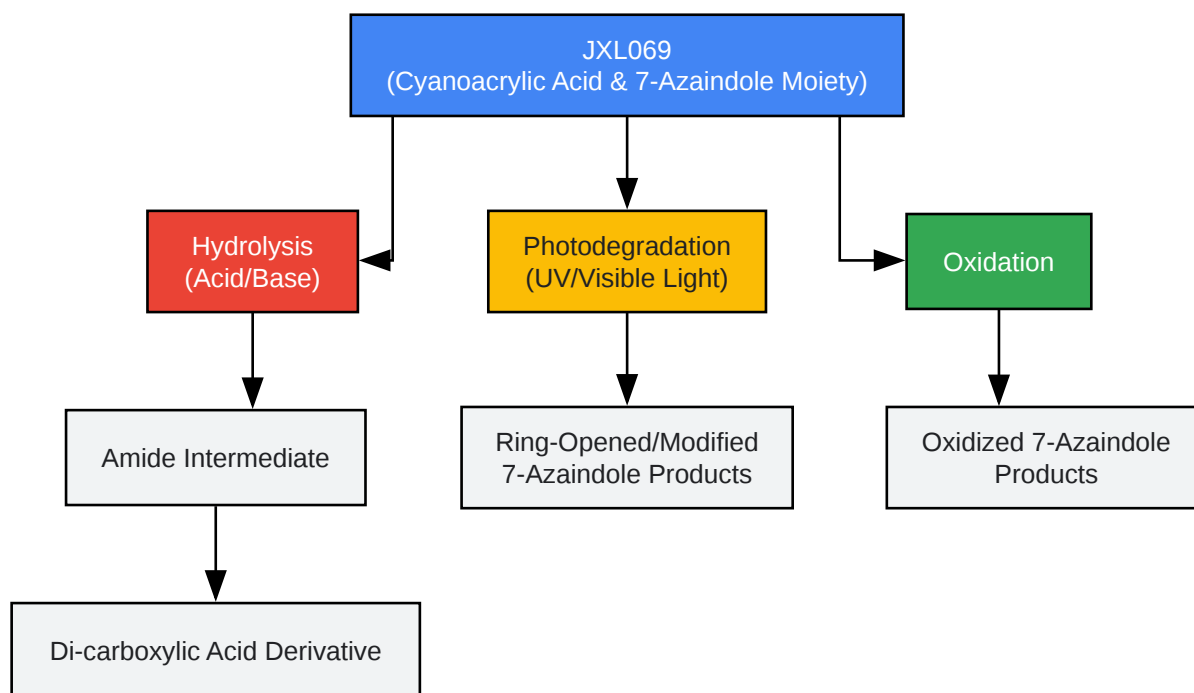 JXL069
(Cyanoacrylic Acid & 7-Azaindole Moiety)
Hydrolysis
(Acid/Base)
Photodegradation
(UV/Visible Light)
Oxidation
Amide Intermediate
Ring-Opened/Modified
7-Azaindole Products
Oxidized 7-Azaindole
Products
Di-carboxylic Acid Derivative